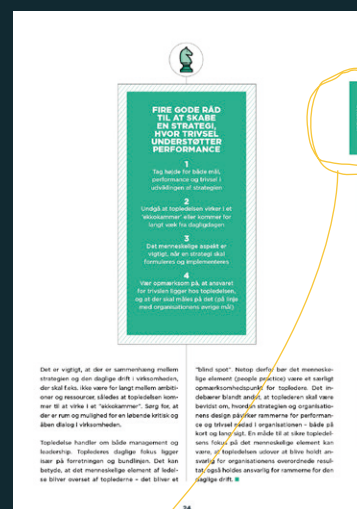 FIRE GODE RÅD
TIL AT SKABE
EN STRATEGI,
HVOR TRIVSEL
UNDERSTØTTER
PERFORMANCE
1
Tag højde for både mål,
performance og trivsel i
udviklingen af strategien
2
Undgå at topledelsen virker i et
'ekkokammer' eller kommer for
langt væk fra dagligdagen
3
Det menneskelige aspekt er
vigtigt, når en strategi skal
formuleres og implementeres
4
Vær opmærksom på, at ansvaret
for trivslen ligger hos topledelsen,
og at der skal måles på det (på linje
med organisationens øvrige mål)
Det er vigtigt, at der er sammenhæng mellem
strategien og den daglige drift i virksomheden,
der skal f.eks. ikke være for langt mellem ambiti-
oner og ressourcer, således at topledelsen kom-
mer til at virke i et "ekkokammer". Sørg for, at
der er rum og mulighed for en løbende kritisk og
åben dialog i virksomheden.
Topledelse handler om både management og
leadership. Topledereres daglige fokus ligger
især på forretningen og bundlinjen. Det kan
betyde, at det menneskelige element af ledel-
se bliver overset af toplederne – det bliver et
"blind spot". Netop derfor bør det menneske-
lige element (people practice) være et særligt
opmærksomhedspunkt for topledere. Det in-
debærer blandt andet, at toplederen skal være
bevidst om, hvordan strategien og organisatio-
nens design påvirker rammerne for performan-
ce og trivsel nedad i organisationen – både på
kort og lang sigt. En måde til at sikre topledel-
sens fokus på det menneskelige element kan
være, at topledelsen udover at blive holdt an-
svarlig for organisationens overordnede resul-
tat, også holdes ansvarlig for rammerne for den
daglige drift.
24